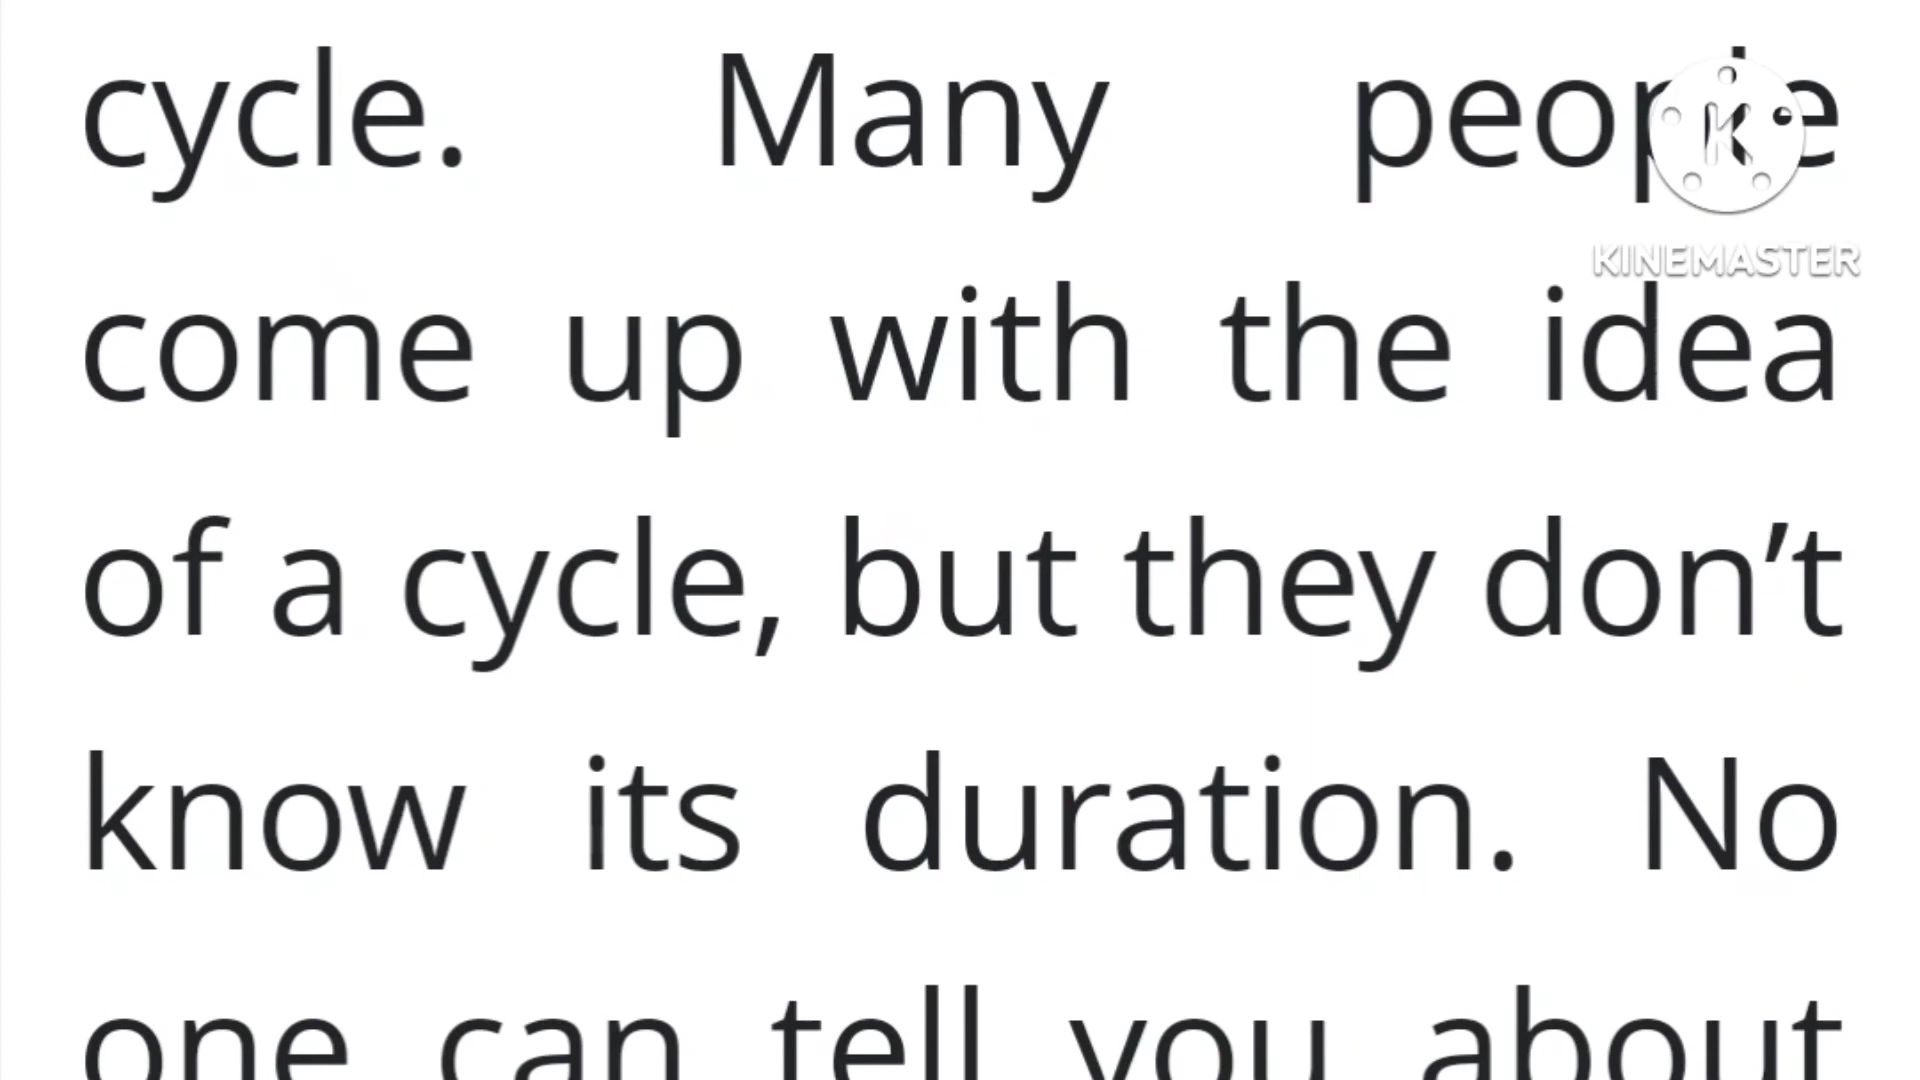 cycle. Many people
KINEMASTER
come up with the idea
of a cycle, but they don’t
know its duration. No
one can tell you about